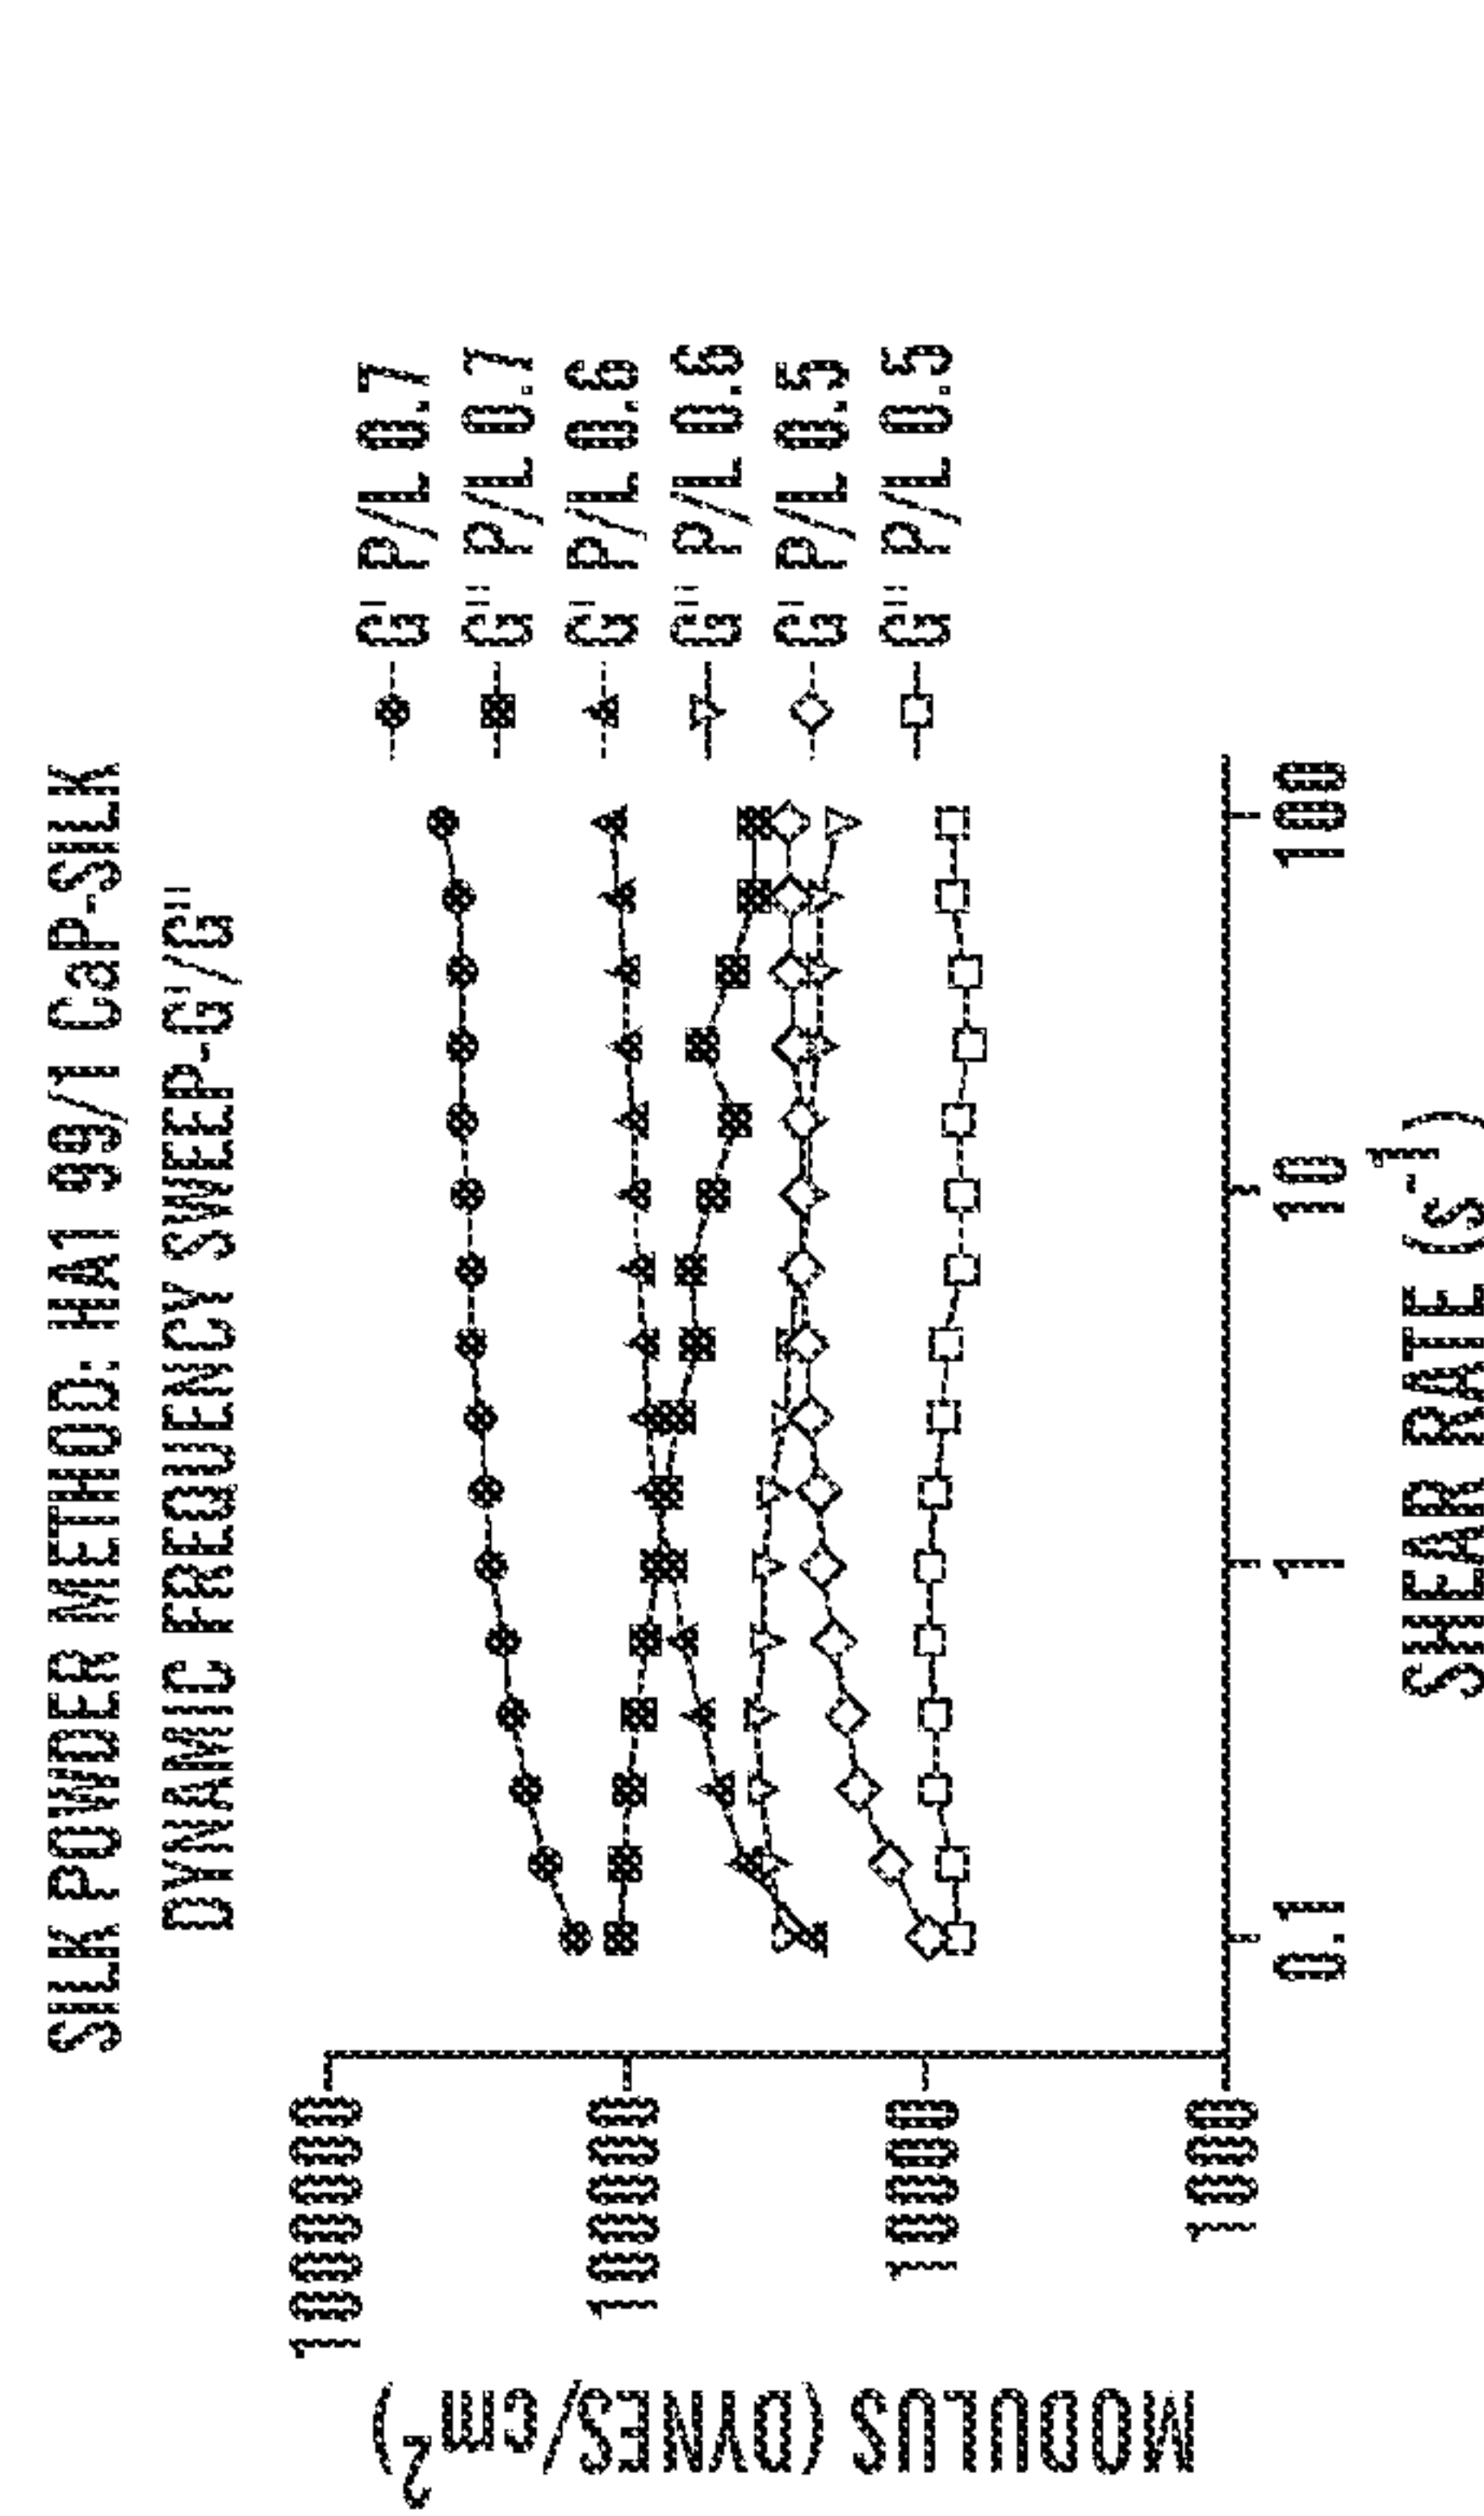 SILK POWDER METHOD. HA1 99/1 CaP-SILK
DYNAMIC FREQUENCY SWEEP-G'/G"
MODULUS (DYNES/cm2)
100000
10000
1000
100
0.1
1
10
100
SHEAR RATE (s-1)
G' P/L 0.7
G" P/L 0.7
G' P/L 0.6
G" P/L 0.6
G' P/L 0.5
G" P/L 0.5